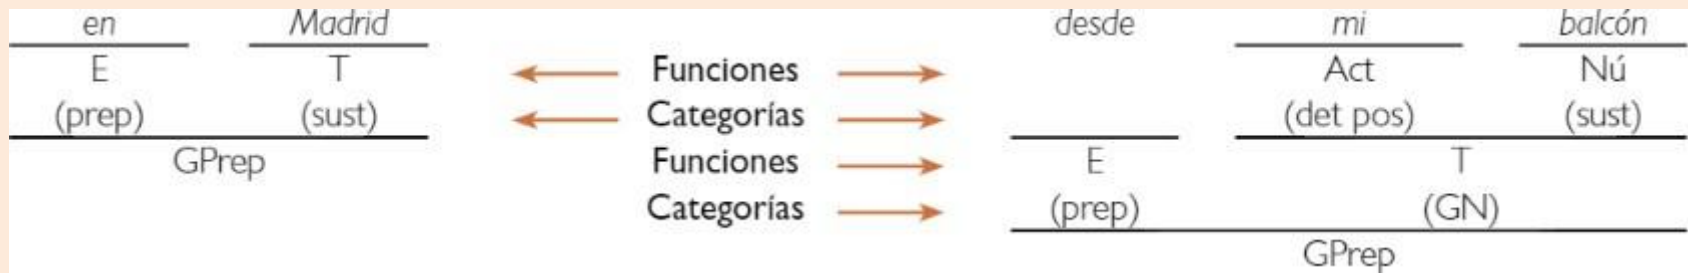 en Madrid desde mi balcón
E T Funciones Act Nú
(prep) (sust) Categorías (det pos) (sust)
GPrep Funciones E T
Categorías (prep) (GN)
GPrep